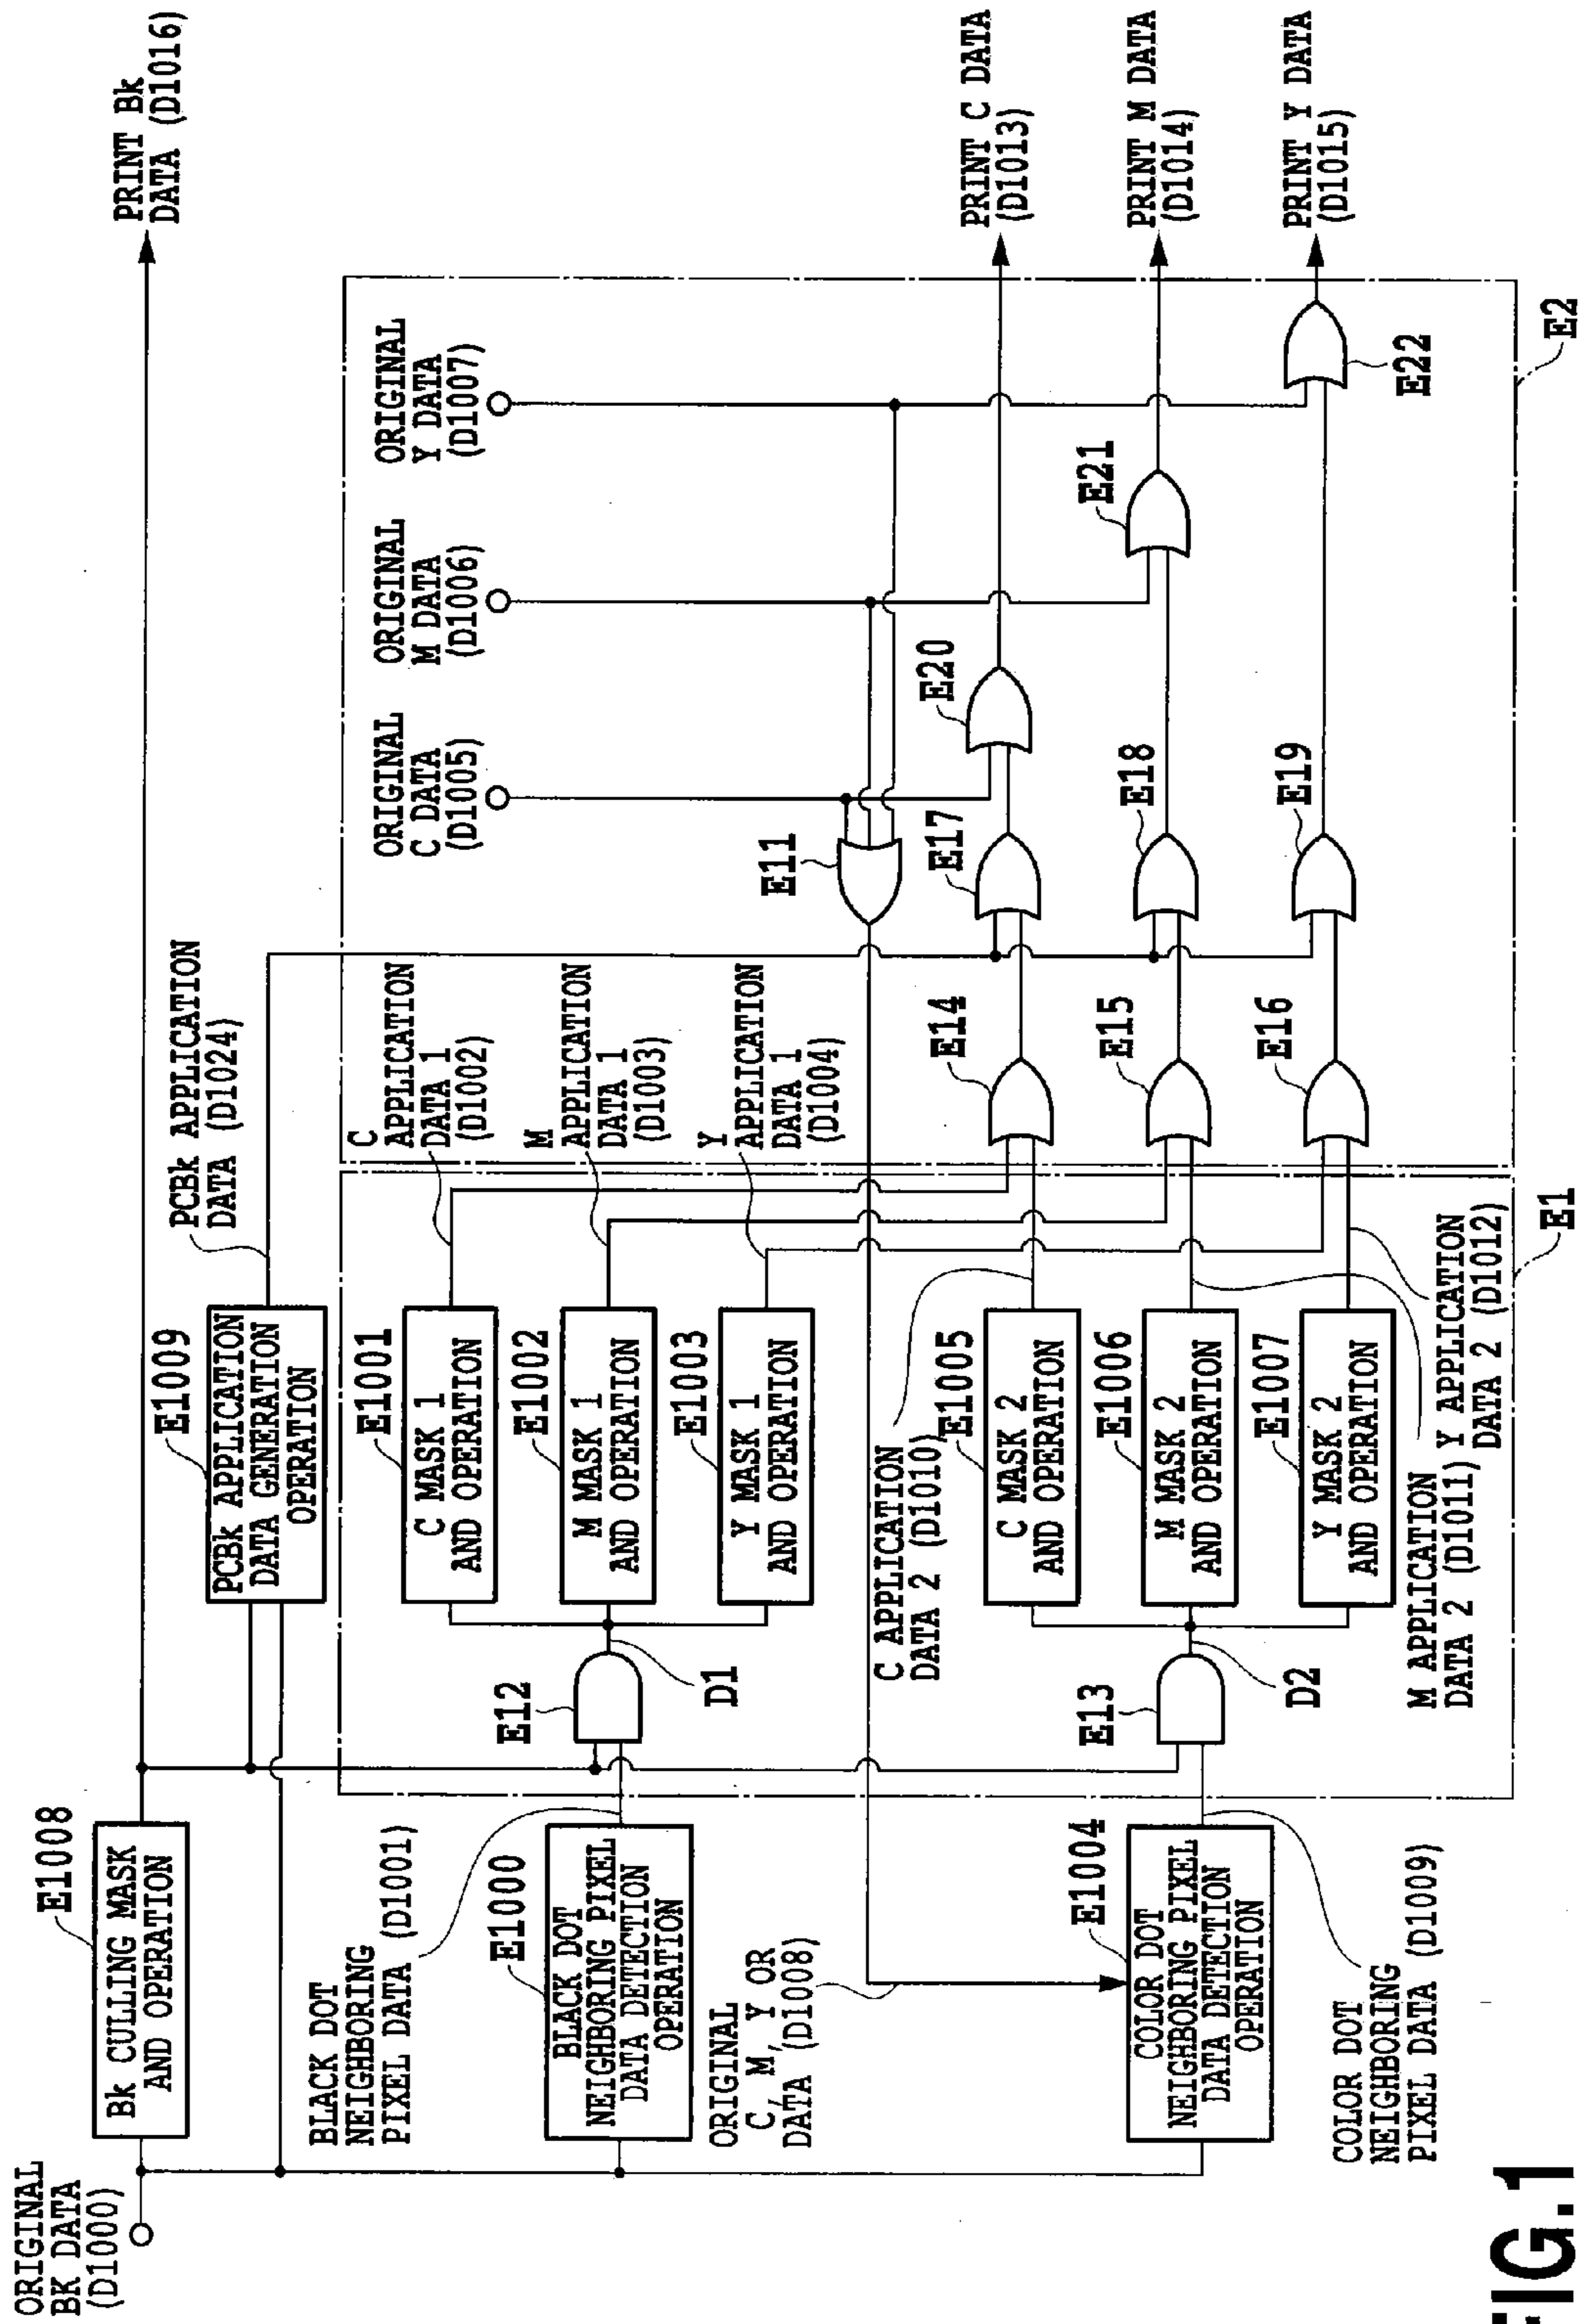 ORIGINAL
BK DATA
(D1000)
E1008
Bk CULLING MASK
AND OPERATION
PRINT Bk
DATA (D1016)
PCBk APPLICATION
DATA (D1024)
E1009
PCBk APPLICATION
DATA GENERATION
OPERATION
BLACK DOT
NEIGHBORING
PIXEL DATA (D1001)
E1000
BLACK DOT
NEIGHBORING PIXEL
DATA DETECTION
OPERATION
E12
D1
E1001
C MASK 1
AND OPERATION
E1002
M MASK 1
AND OPERATION
E1003
Y MASK 1
AND OPERATION
C
APPLICATION
DATA 1
(D1002)
M
APPLICATION
DATA 1
(D1003)
Y
APPLICATION
DATA 1
(D1004)
ORIGINAL
C DATA
(D1005)
ORIGINAL
M DATA
(D1006)
ORIGINAL
Y DATA
(D1007)
E11
ORIGINAL
C, M, Y OR
DATA (D1008)
E1004
COLOR DOT
NEIGHBORING PIXEL
DATA DETECTION
OPERATION
COLOR DOT
NEIGHBORING
PIXEL DATA (D1009)
E13
D2
C APPLICATION
DATA 2 (D1010)
E1005
C MASK 2
AND OPERATION
E1006
M MASK 2
AND OPERATION
E1007
Y MASK 2
AND OPERATION
M APPLICATION
DATA 2 (D1011)
Y APPLICATION
DATA 2 (D1012)
E14
E15
E16
E17
E18
E19
E20
E21
E22
PRINT C DATA
(D1013)
PRINT M DATA
(D1014)
PRINT Y DATA
(D1015)
E1
E2
FIG.1